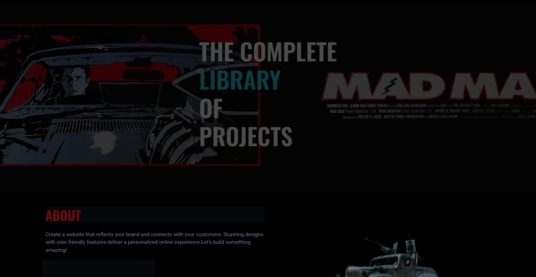 THE COMPLETE
LIBRARY
OF
PROJECTS
MAD MA
ABOUT
Create a website that reflects your brand and connects with your customers. Stunning designs
with user-friendly features deliver a personalized online experience.Let's build something
amazing!